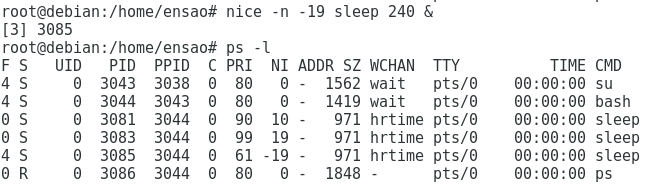 root@debian:/home/ensao# nice -n -19 sleep 240 &
[3] 3085
root@debian:/home/ensao# ps -l
F S   UID   PID  PPID  C PRI  NI ADDR SZ WCHAN  TTY          TIME CMD
4 S     0  3043  3038  0  80   0 -  1562 wait   pts/0    00:00:00 su
4 S     0  3044  3043  0  80   0 -  1419 wait   pts/0    00:00:00 bash
0 S     0  3081  3044  0  90  10 -   971 hrtime pts/0    00:00:00 sleep
0 S     0  3083  3044  0  99  19 -   971 hrtime pts/0    00:00:00 sleep
4 S     0  3085  3044  0  61 -19 -   971 hrtime pts/0    00:00:00 sleep
0 R     0  3086  3044  0  80   0 -  1848 -      pts/0    00:00:00 ps